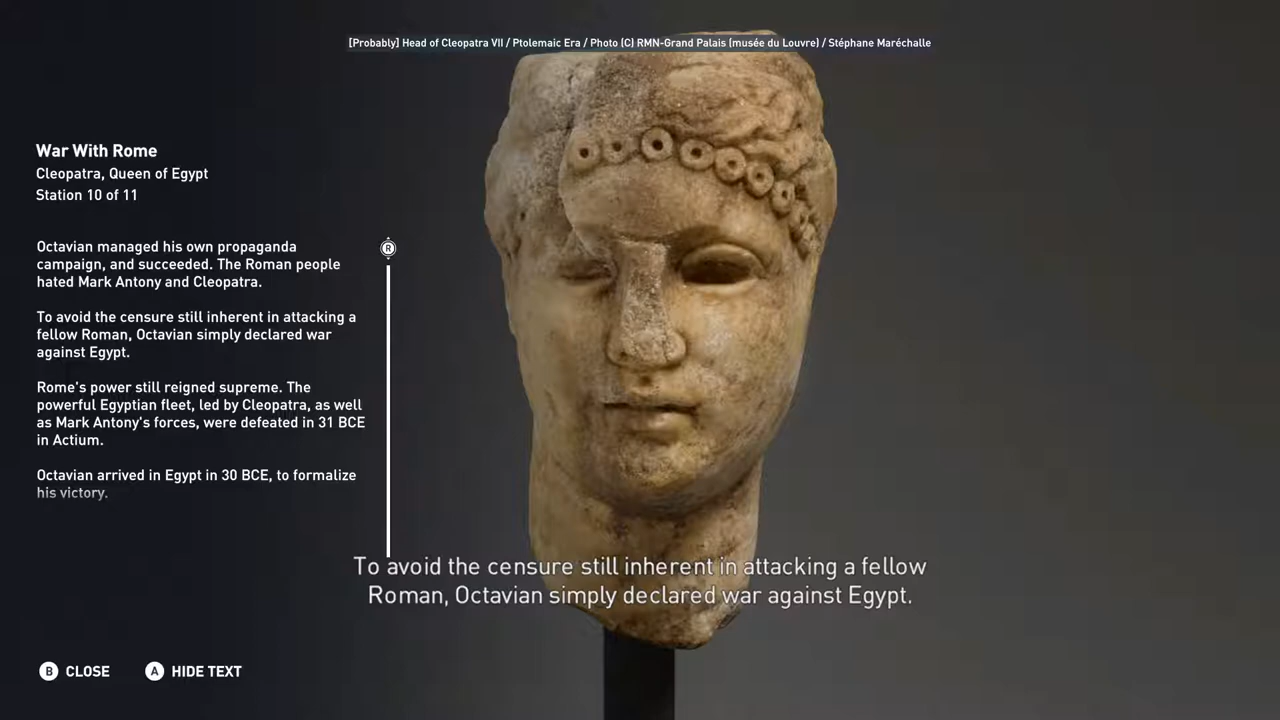 [Probably] Head of Cleopatra VII / Ptolemaic Era / Photo (C) RMN-Grand Palais (musée du Louvre) / Stéphane Maréchalle
War With Rome
Cleopatra, Queen of Egypt
Station 10 of 11
Octavian managed his own propaganda
campaign, and succeeded. The Roman people
hated Mark Antony and Cleopatra.
To avoid the censure still inherent in attacking a
fellow Roman, Octavian simply declared war
against Egypt.
Rome's power still reigned supreme. The
powerful Egyptian fleet, led by Cleopatra, as well
as Mark Antony's forces, were defeated in 31 BCE
in Actium.
Octavian arrived in Egypt in 30 BCE, to formalize
his victory.
R
To avoid the censure still inherent in attacking a fellow
Roman, Octavian simply declared war against Egypt.
B CLOSE A HIDE TEXT